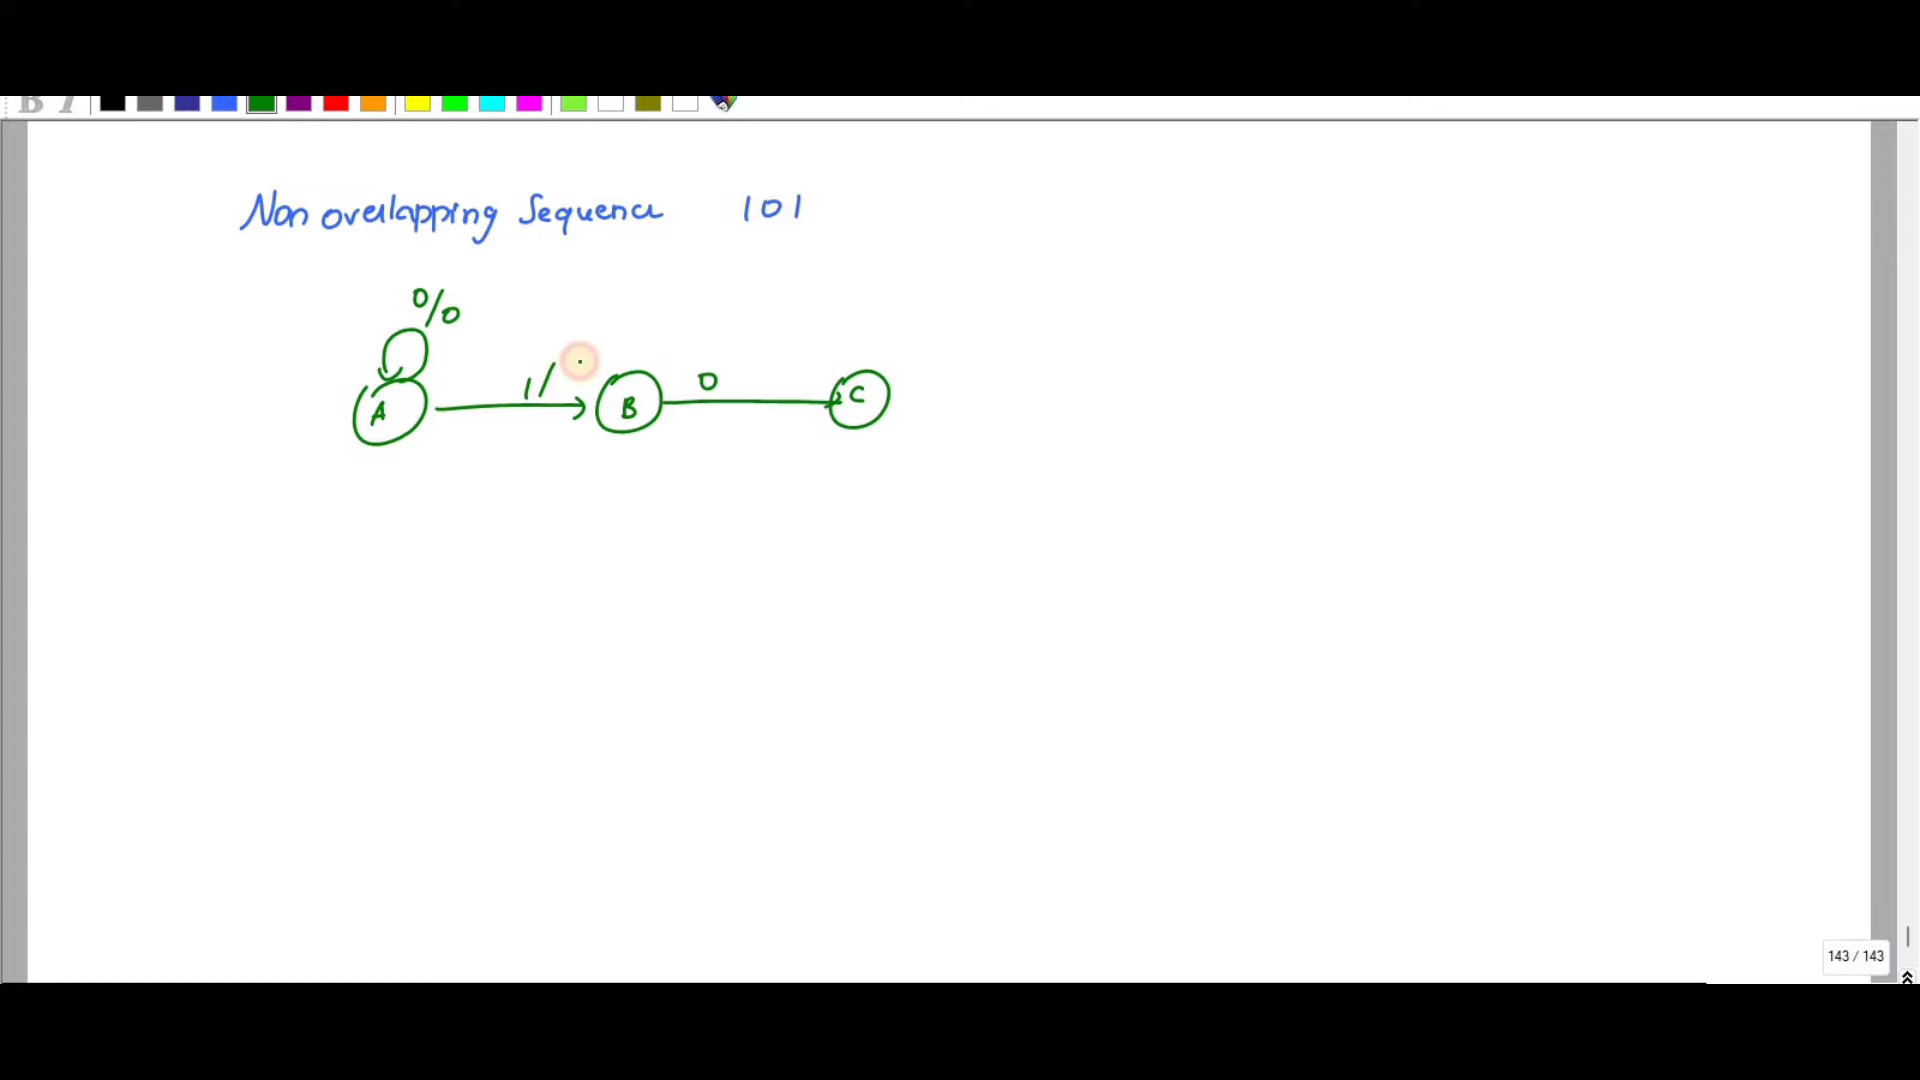 B I
Non overlapping Sequence 101
0/0
1/ 0
A B C
143 / 143